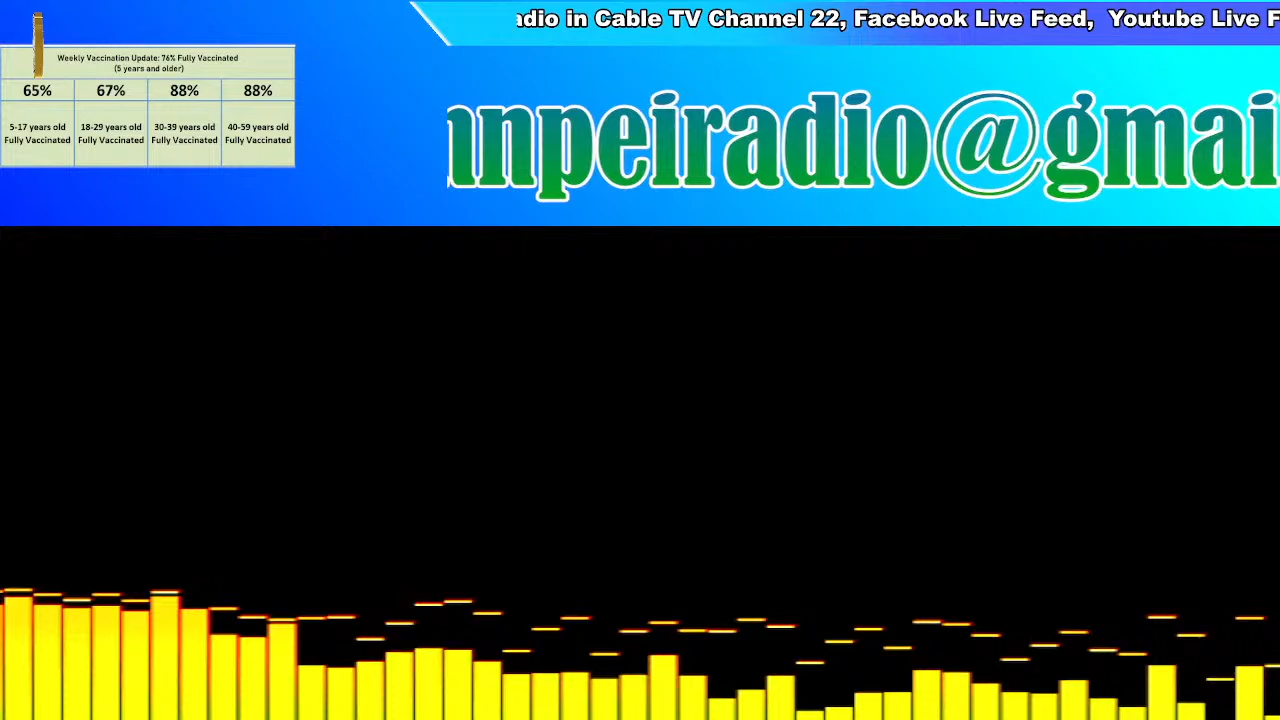 adio in Cable TV Channel 22, Facebook Live Feed, Youtube Live F
Weekly Vaccination Update: 76% Fully Vaccinated
(5 years and older)
65% 67% 88% 88%
5-17 years old 18-29 years old 30-39 years old 40-59 years old
Fully Vaccinated Fully Vaccinated Fully Vaccinated Fully Vaccinated
npeiradio@gmai